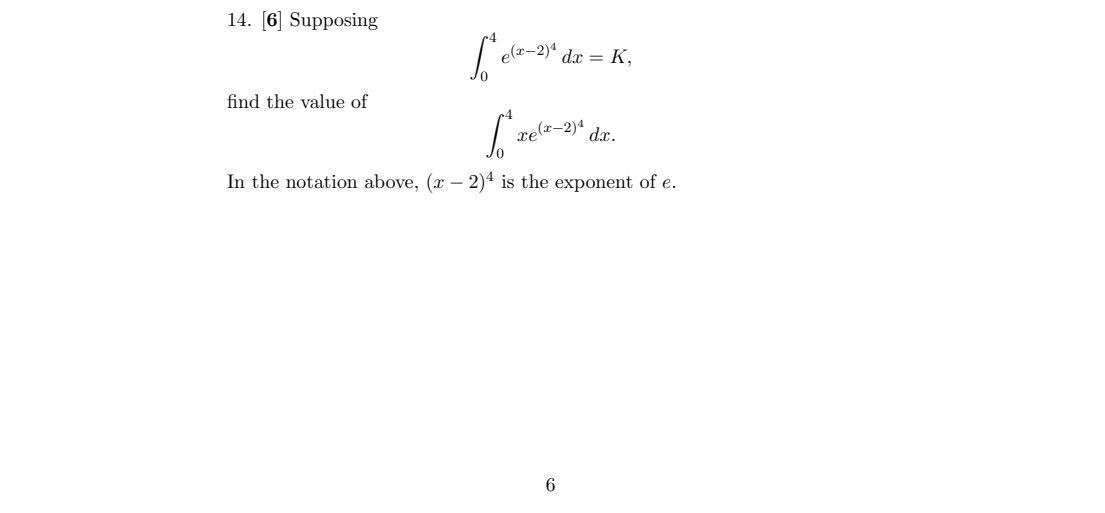 14. [6] Supposing
∫₀⁴ e^{(x−2)^4} dx = K,
find the value of
∫₀⁴ xe^{(x−2)^4} dx.
In the notation above, (x − 2)⁴ is the exponent of e.
6